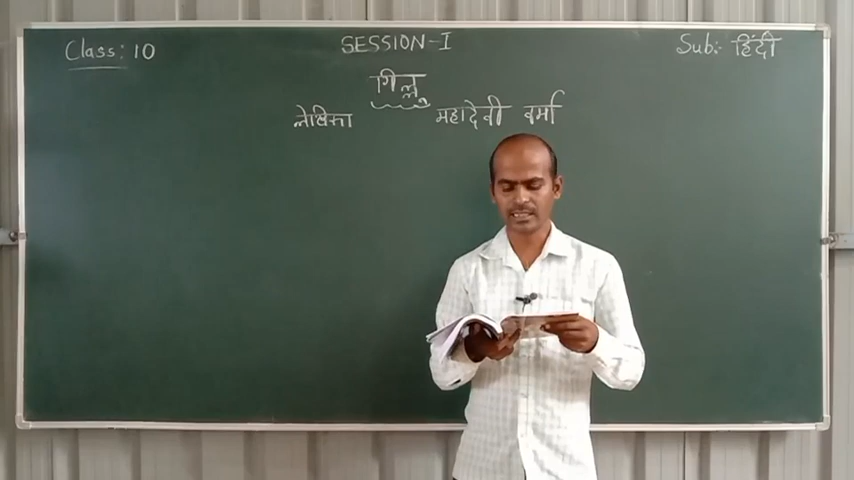 Class: 10 SESSION-I Sub:- हिंदी
गिल्लू
लेखिका महादेवी वर्मा